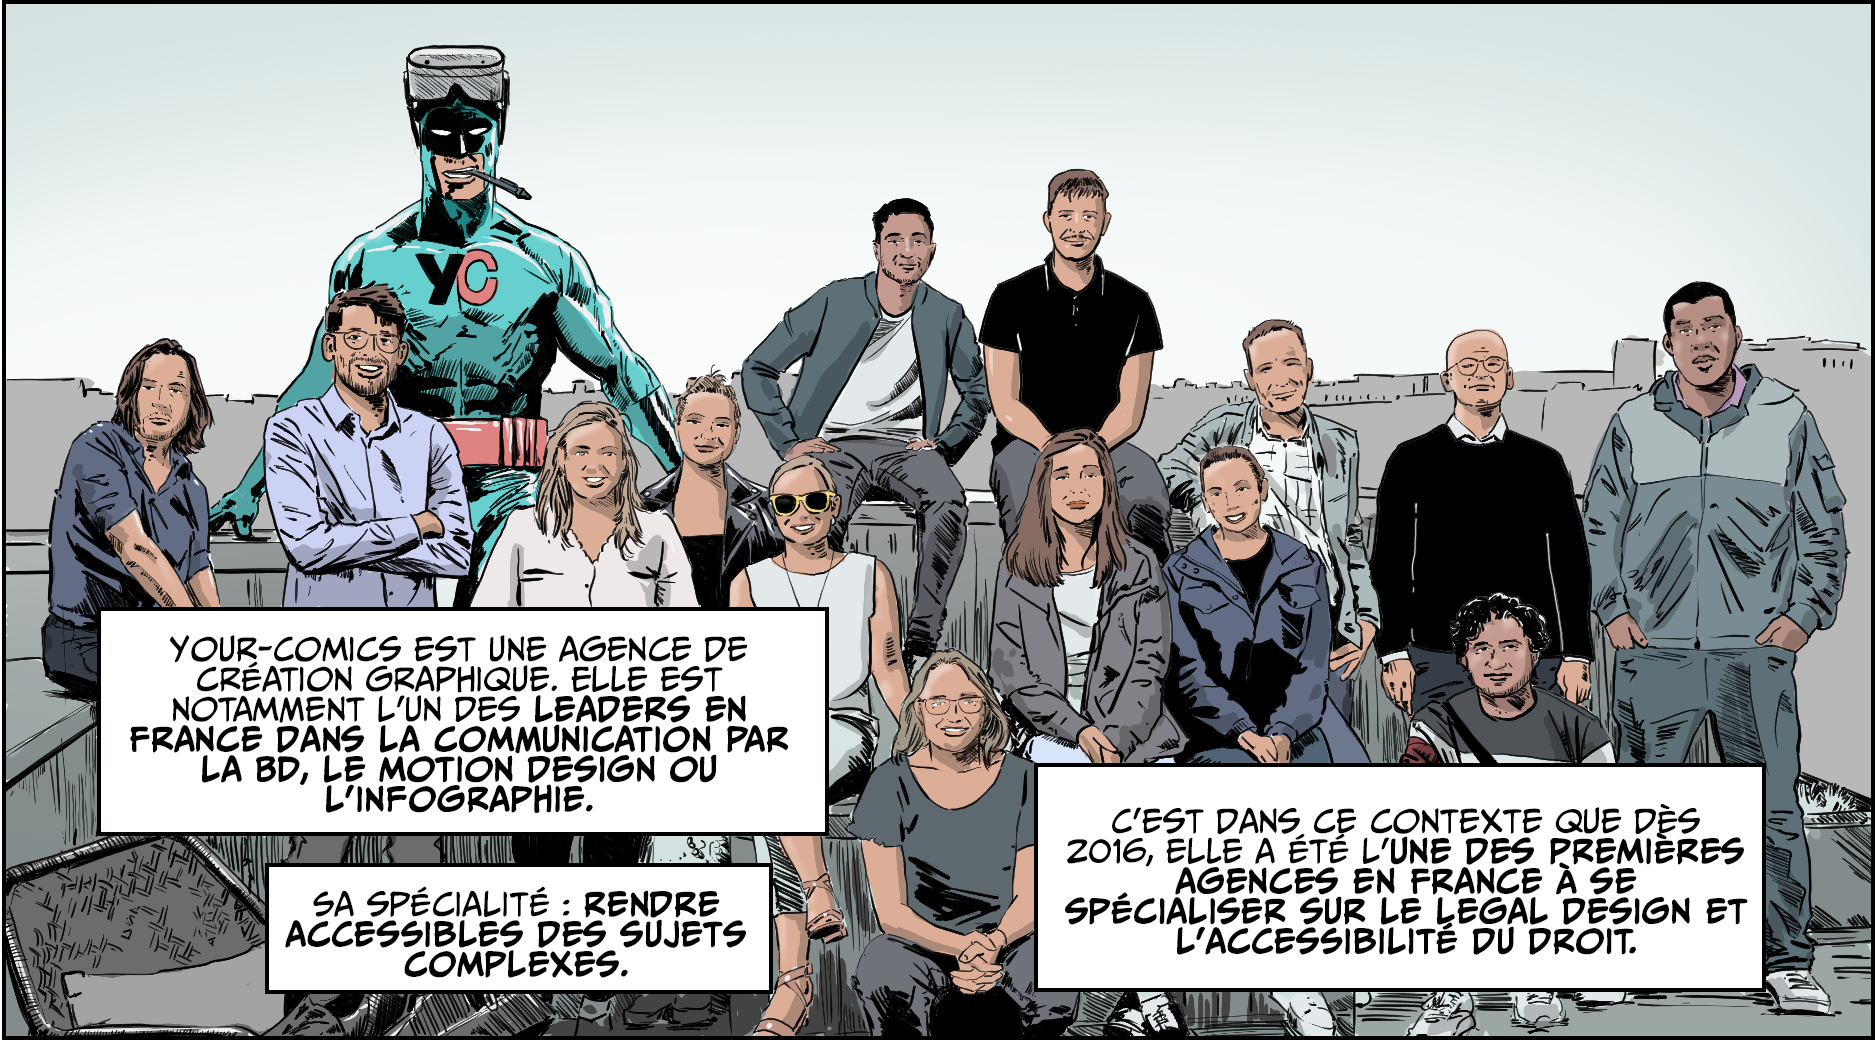 YC
YOUR-COMICS EST UNE AGENCE DE
CRÉATION GRAPHIQUE. ELLE EST
NOTAMMENT L'UN DES LEADERS EN
FRANCE DANS LA COMMUNICATION PAR
LA BD, LE MOTION DESIGN OU
L'INFOGRAPHIE.
SA SPÉCIALITÉ : RENDRE
ACCESSIBLES DES SUJETS
COMPLEXES.
C'EST DANS CE CONTEXTE QUE DÈS
2016, ELLE A ÉTÉ L'UNE DES PREMIÈRES
AGENCES EN FRANCE À SE
SPÉCIALISER SUR LE LEGAL DESIGN ET
L'ACCESSIBILITÉ DU DROIT.